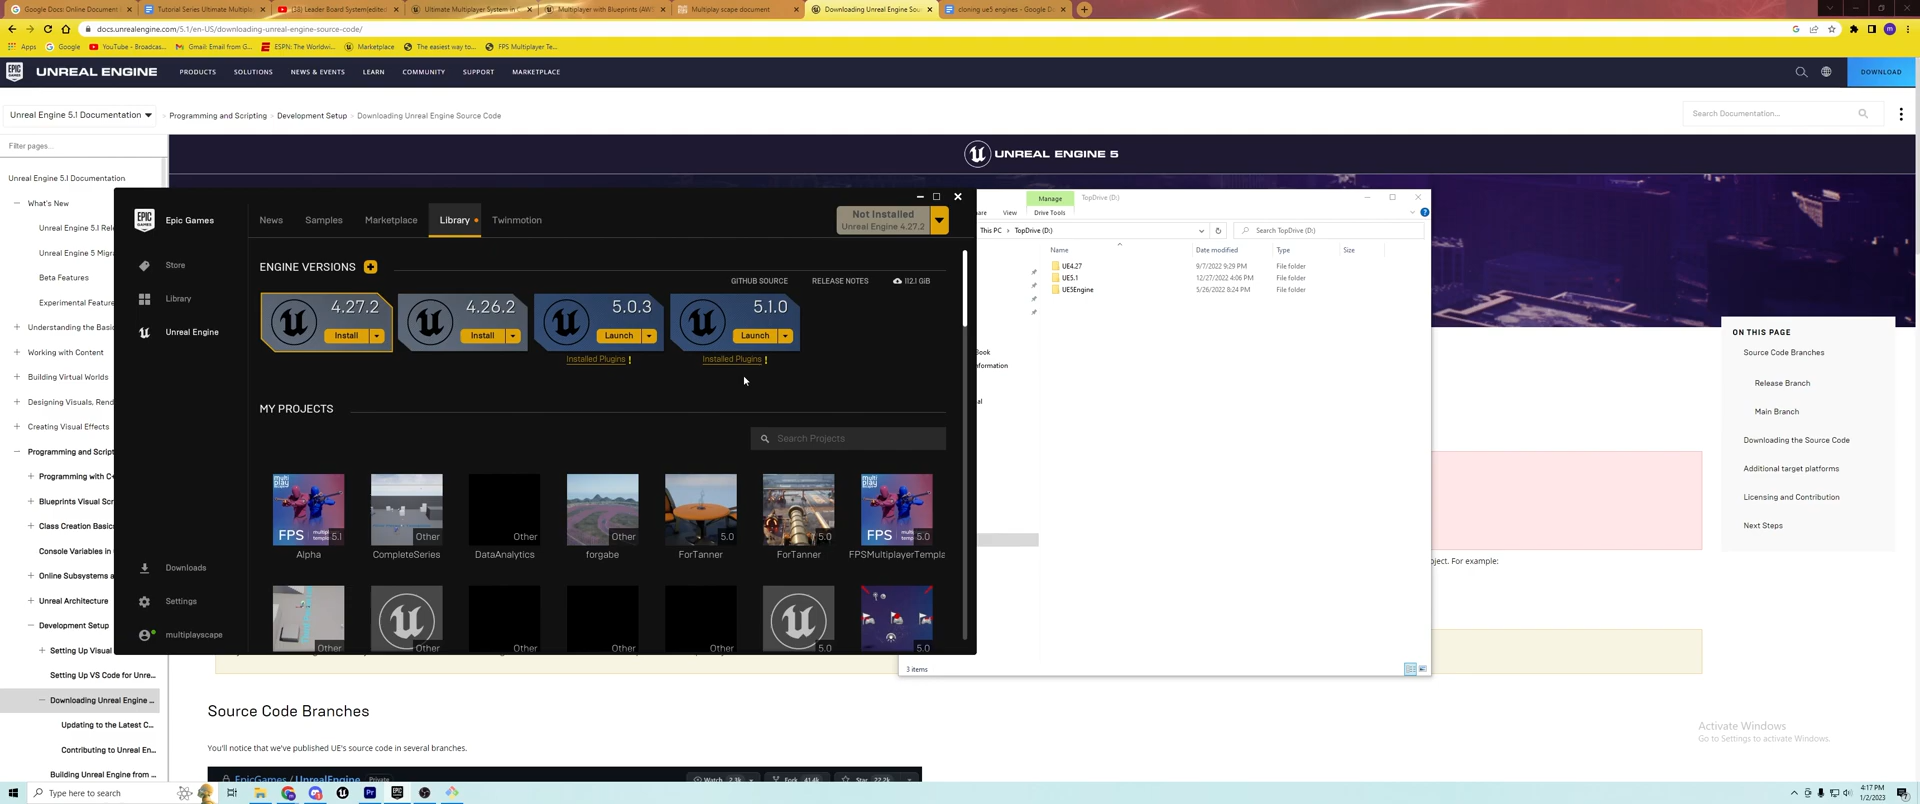 Google Docs: Online Document
Tutorial Series Ultimate Multiplay
(58) Leader Board System(edited
Ultimate Multiplayer System in
Multiplayer with Blueprints (AWS
Multiplay scape document
Downloading Unreal Engine Sou
cloning ue5 engines - Google D
docs.unrealengine.com/5.1/en-US/downloading-unreal-engine-source-code/
Apps
Google
YouTube - Broadcas...
Gmail: Email from G...
ESPN: The Worldwi...
Marketplace
The easiest way to...
FPS Multiplayer Te...
UNREAL ENGINE
PRODUCTS
SOLUTIONS
NEWS & EVENTS
LEARN
COMMUNITY
SUPPORT
MARKETPLACE
DOWNLOAD
Unreal Engine 5.1 Documentation
Programming and Scripting > Development Setup > Downloading Unreal Engine Source Code
Search Documentation...
Filter pages...
UNREAL ENGINE 5
Unreal Engine 5.1 Documentation
What's New
Unreal Engine 5.1 Rele
Unreal Engine 5 Migra
Beta Features
Experimental Feature
Understanding the Basic
Working with Content
Building Virtual Worlds
Designing Visuals, Rend
Creating Visual Effects
Programming and Script
Programming with C+
Blueprints Visual Scr
Class Creation Basic
Console Variables in
Online Subsystems a
Unreal Architecture
Development Setup
Setting Up Visual
Setting Up VS Code for Unre...
Downloading Unreal Engine ...
Updating to the Latest C...
Contributing to Unreal En...
Building Unreal Engine from ...
EPIC GAMES
Epic Games
News
Samples
Marketplace
Library
Twinmotion
Not Installed
Unreal Engine 4.27.2
Store
Library
Unreal Engine
Downloads
Settings
multiplayscape
ENGINE VERSIONS
GITHUB SOURCE
RELEASE NOTES
112.1 GiB
4.27.2
Install
4.26.2
Install
5.0.3
Launch
Installed Plugins !
5.1.0
Launch
Installed Plugins !
MY PROJECTS
Search Projects
FPS
5.1
Alpha
Other
CompleteSeries
Other
DataAnalytics
Other
forgabe
5.0
ForTanner
5.0
ForTanner
FPS
5.0
FPSMultiplayerTempla
Other
Other
Other
Other
Other
5.0
5.0
Manage
TopDrive (D:)
are
View
Drive Tools
This PC > TopDrive (D:)
Search TopDrive (D:)
Name
Date modified
Type
Size
UE4.27
9/7/2022 9:29 PM
File folder
UE5.1
12/27/2022 4:06 PM
File folder
UE5Engine
5/26/2022 8:24 PM
File folder
3 items
ON THIS PAGE
Source Code Branches
Release Branch
Main Branch
Downloading the Source Code
Additional target platforms
Licensing and Contribution
Next Steps
oject. For example:
Source Code Branches
You'll notice that we've published UE's source code in several branches.
EpicGames / UnrealEngine
Private
Watch
2.3k
Fork
Star
22.2k
Activate Windows
Go to Settings to activate Windows.
Type here to search
4:17 PM
1/2/2023